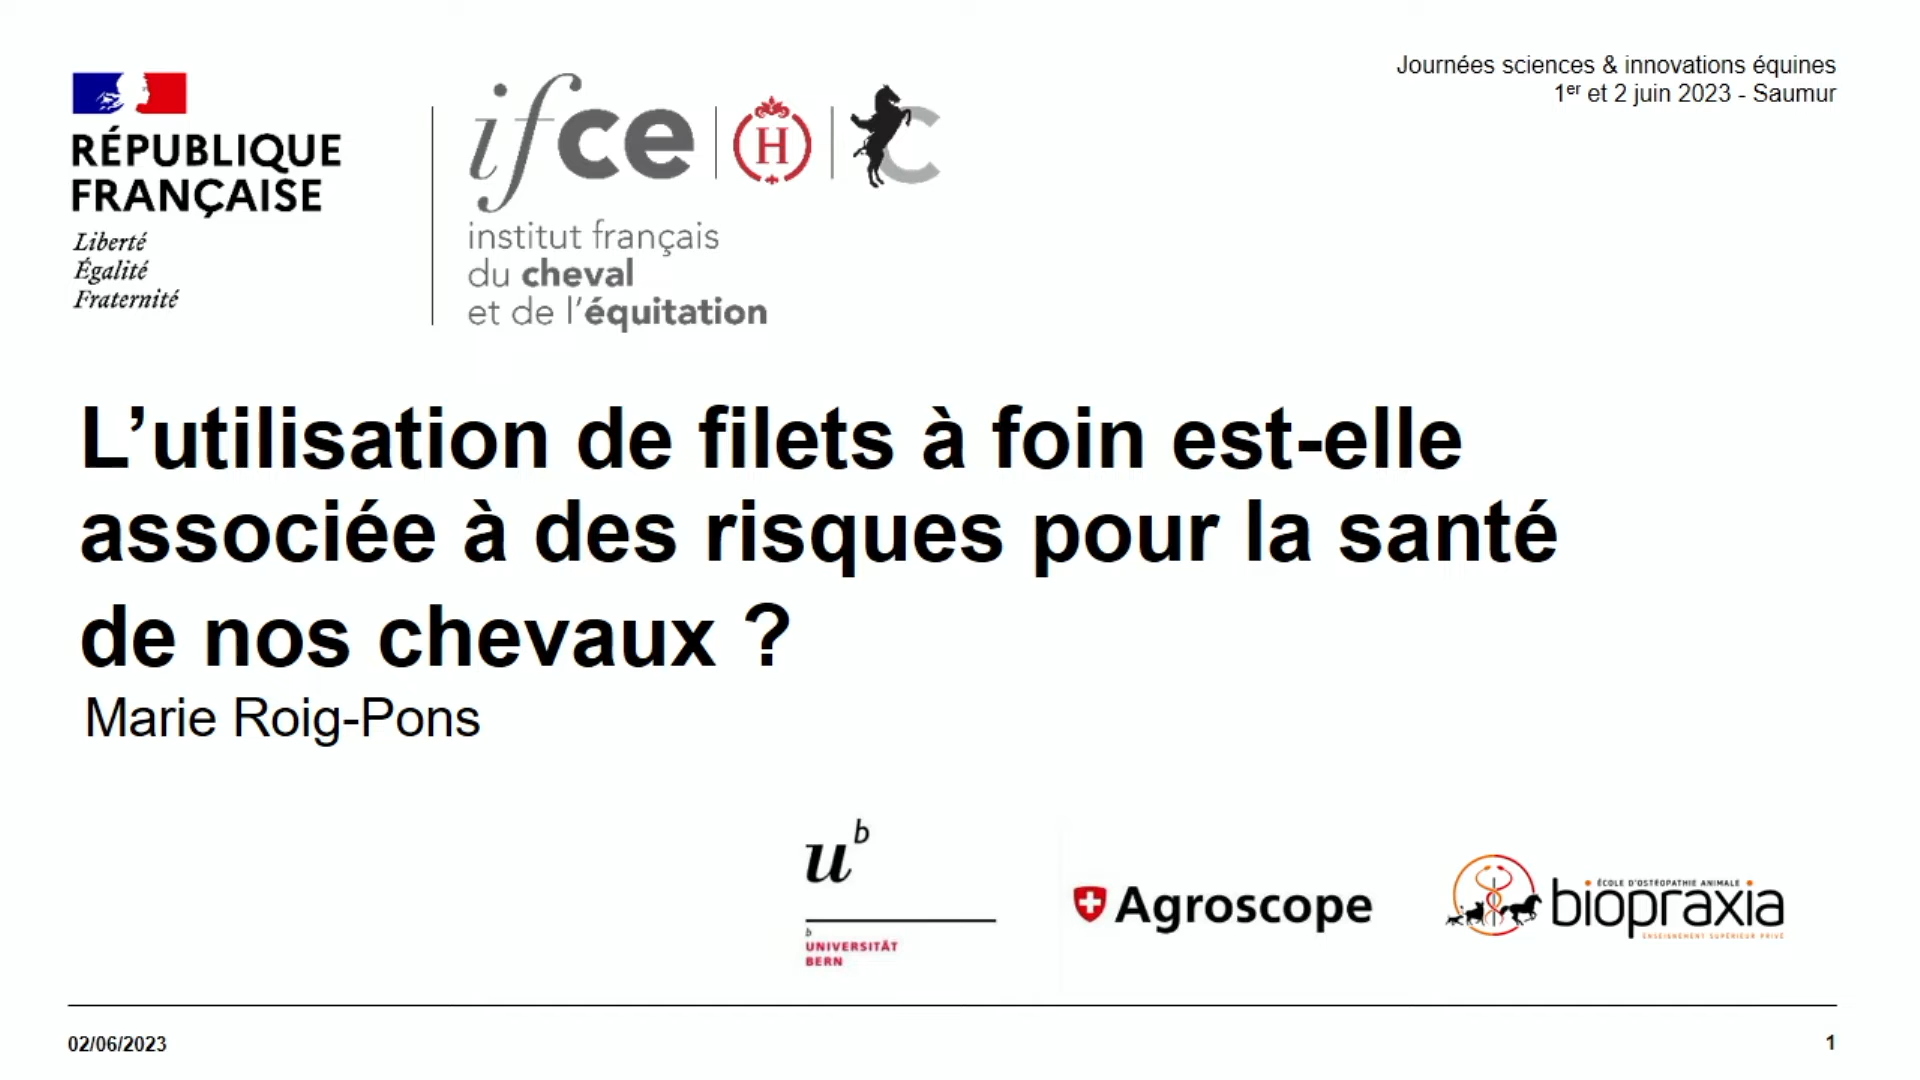 Journées sciences & innovations équines
1er et 2 juin 2023 - Saumur
RÉPUBLIQUE
FRANÇAISE
Liberté
Égalité
Fraternité
ifce
H
C
institut français
du cheval
et de l'équitation
L’utilisation de filets à foin est-elle
associée à des risques pour la santé
de nos chevaux ?
Marie Roig-Pons
u b
b
UNIVERSITÄT
BERN
Agroscope
ÉCOLE D'OSTÉOPATHIE ANIMALE
biopraxia
ENSEIGNEMENT SUPÉRIEUR PRIVÉ
02/06/2023
1